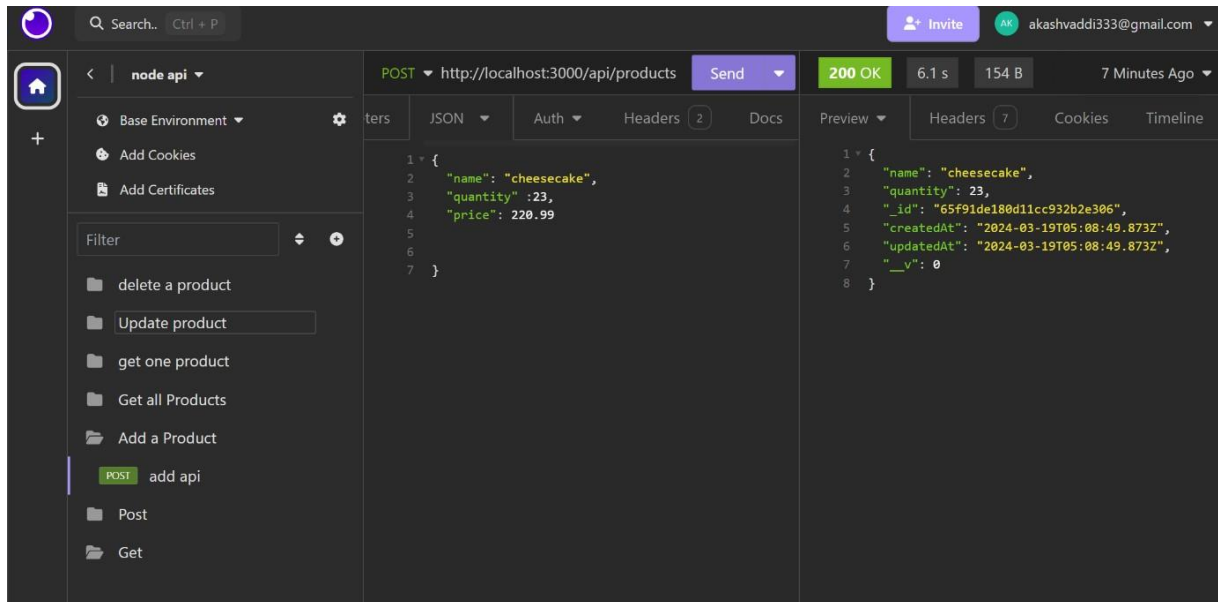 Search.. Ctrl + P
Invite
AK
akashvaddi333@gmail.com
node api
Base Environment
Add Cookies
Add Certificates
Filter
delete a product
Update product
get one product
Get all Products
Add a Product
POST add api
Post
Get
POST http://localhost:3000/api/products Send
ters JSON Auth Headers 2 Docs
1 {
2 "name": "cheesecake",
3 "quantity" :23,
4 "price": 220.99
5
6
7 }
200 OK 6.1 s 154 B 7 Minutes Ago
Preview Headers 7 Cookies Timeline
1 {
2 "name": "cheesecake",
3 "quantity": 23,
4 "_id": "65f91de180d11cc932b2e306",
5 "createdAt": "2024-03-19T05:08:49.873Z",
6 "updatedAt": "2024-03-19T05:08:49.873Z",
7 "__v": 0
8 }